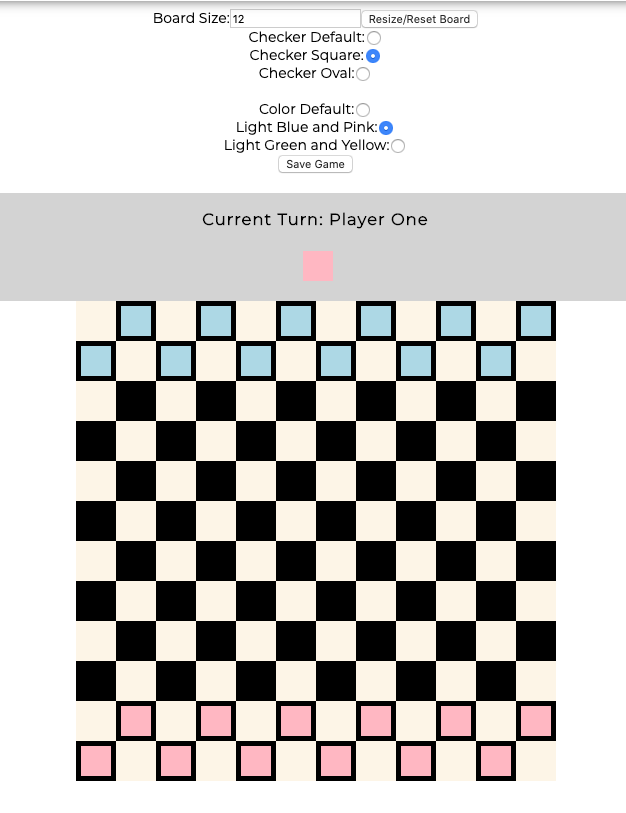 Board Size: 12 Resize/Reset Board
Checker Default:
Checker Square:
Checker Oval:
Color Default:
Light Blue and Pink:
Light Green and Yellow:
Save Game
Current Turn: Player One